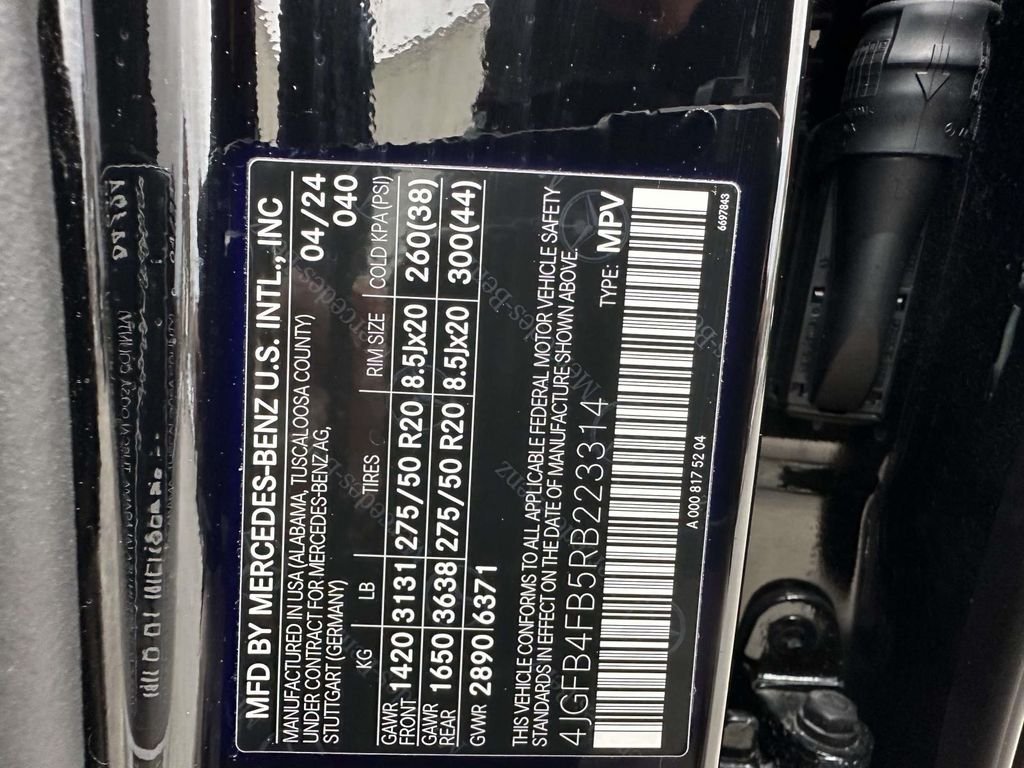 MFD BY MERCEDES-BENZ U.S. INTL., INC
MANUFACTURED IN USA (ALABAMA, TUSCALOOSA COUNTY) 04/24
UNDER CONTRACT FOR MERCEDES-BENZ AG, 040
STUTTGART (GERMANY)
KG LB TIRES RIM SIZE COLD KPA (PSI)
GAWR FRONT 1420 3131 275/50 R20 8.5Jx20 260(38)
GAWR REAR 1650 3638 275/50 R20 8.5Jx20 300(44)
GVWR 2890 6371
THIS VEHICLE CONFORMS TO ALL APPLICABLE FEDERAL MOTOR VEHICLE SAFETY
STANDARDS IN EFFECT ON THE DATE OF MANUFACTURE SHOWN ABOVE.
4JGFB4FB5RB223314 TYPE: MPV
A 000 817 52 04 6697843